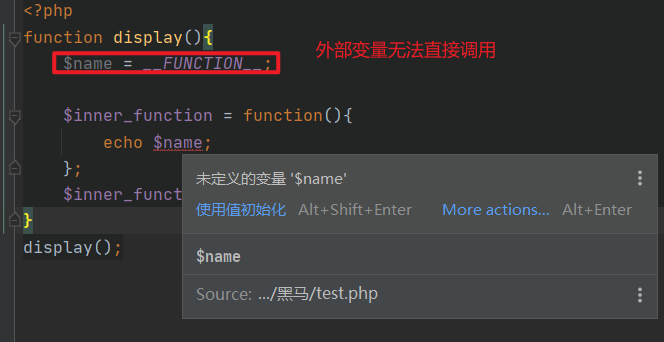 <?php
function display(){
$name = __FUNCTION__;
外部变量无法直接调用
$inner_function = function(){
echo $name;
};
未定义的变量 '$name'
$inner_funct
使用值初始化 Alt+Shift+Enter More actions... Alt+Enter
}
display();
$name
Source: .../黑马/test.php